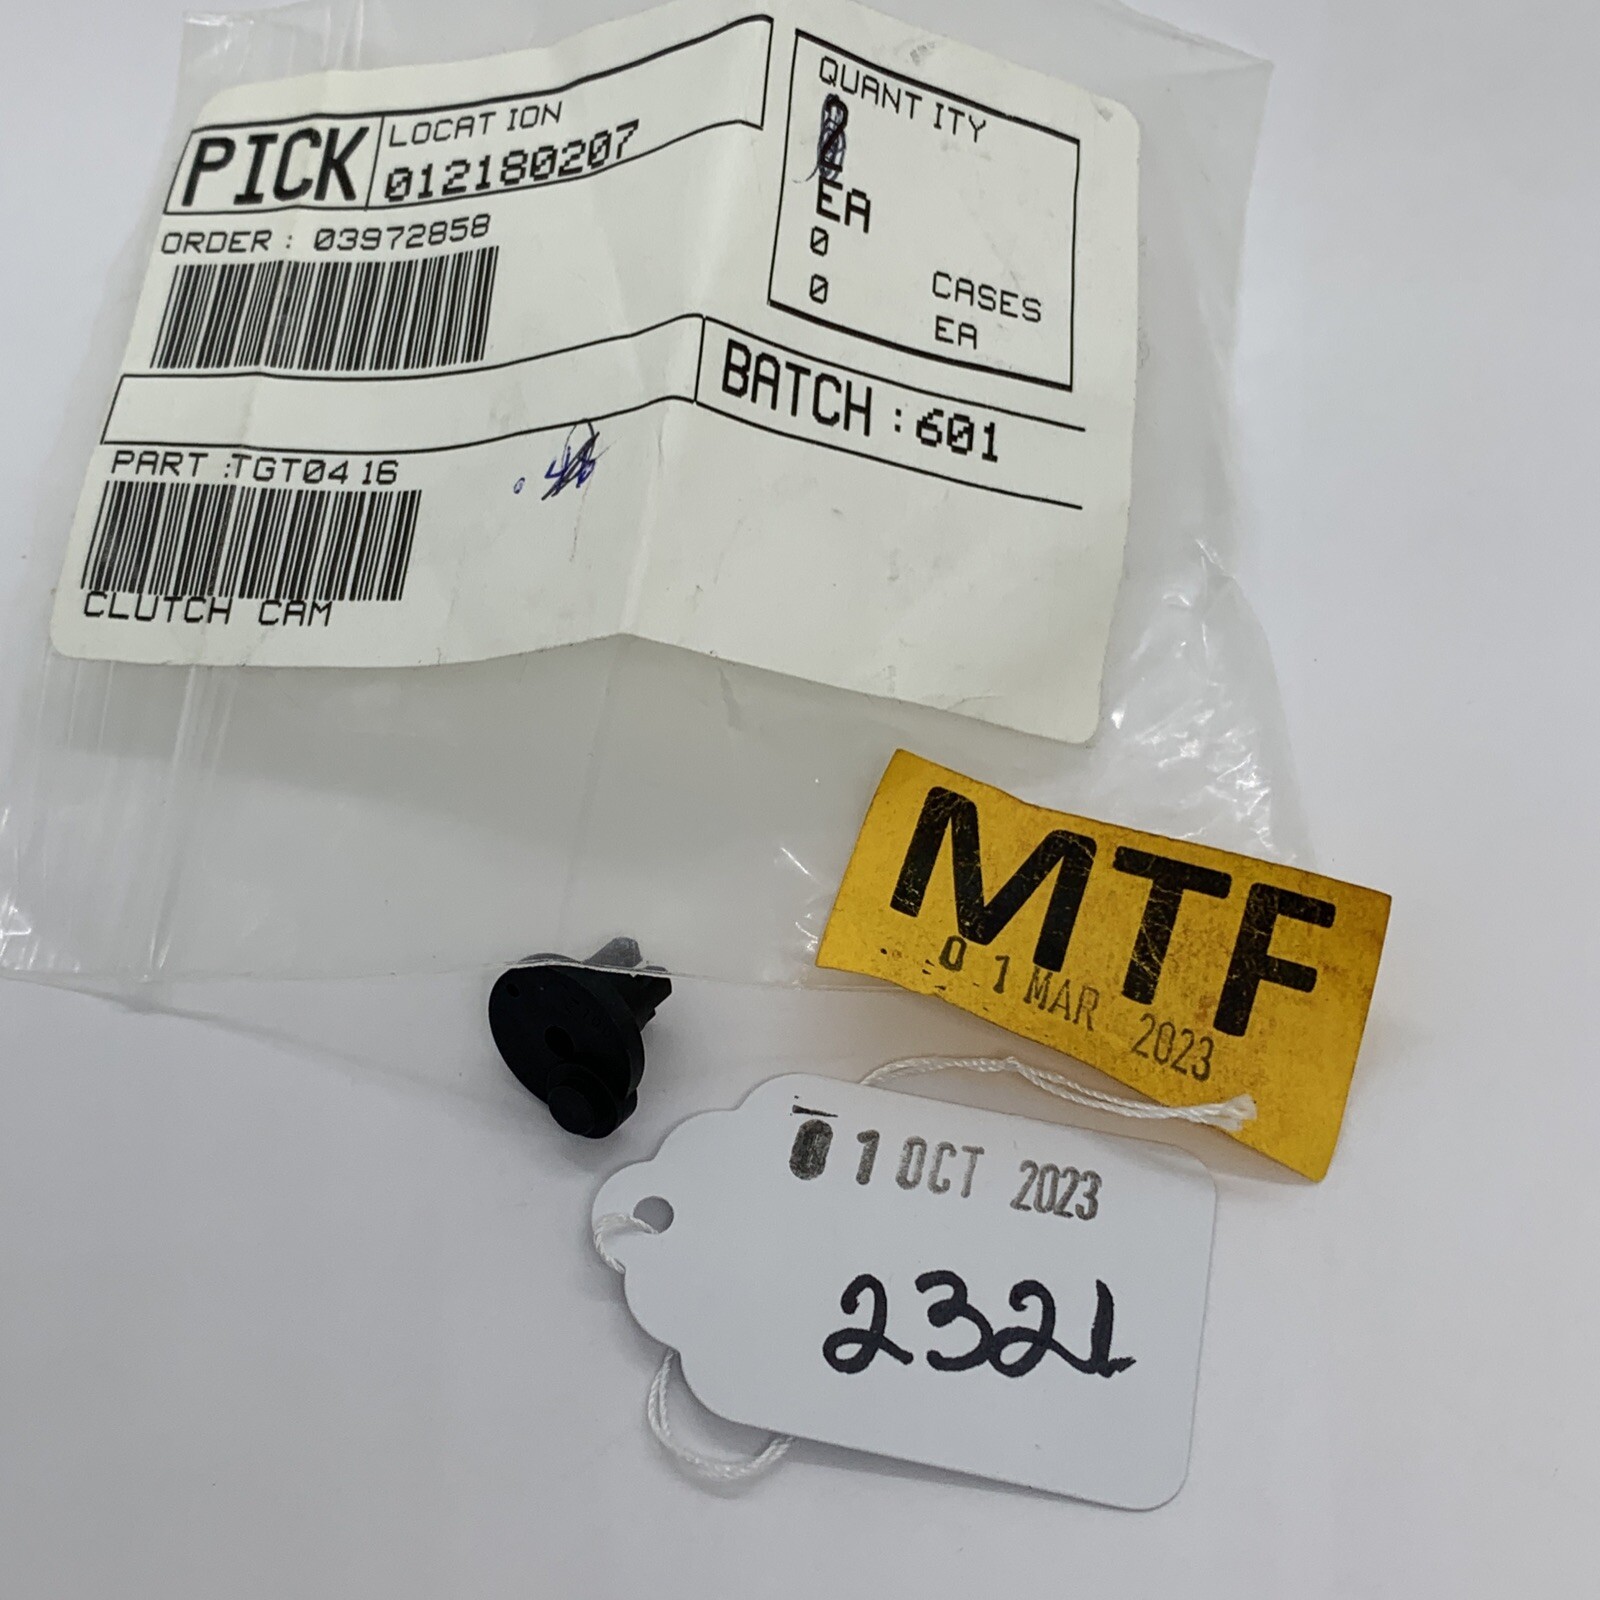 PICK
LOCATION
012180207
ORDER: 03972858
PART:TGT0416
CLUTCH CAM
QUANTITY
EA
0 CASES
0 EA
BATCH:601
MTF
01 MAR 2023
01 OCT 2023
2321